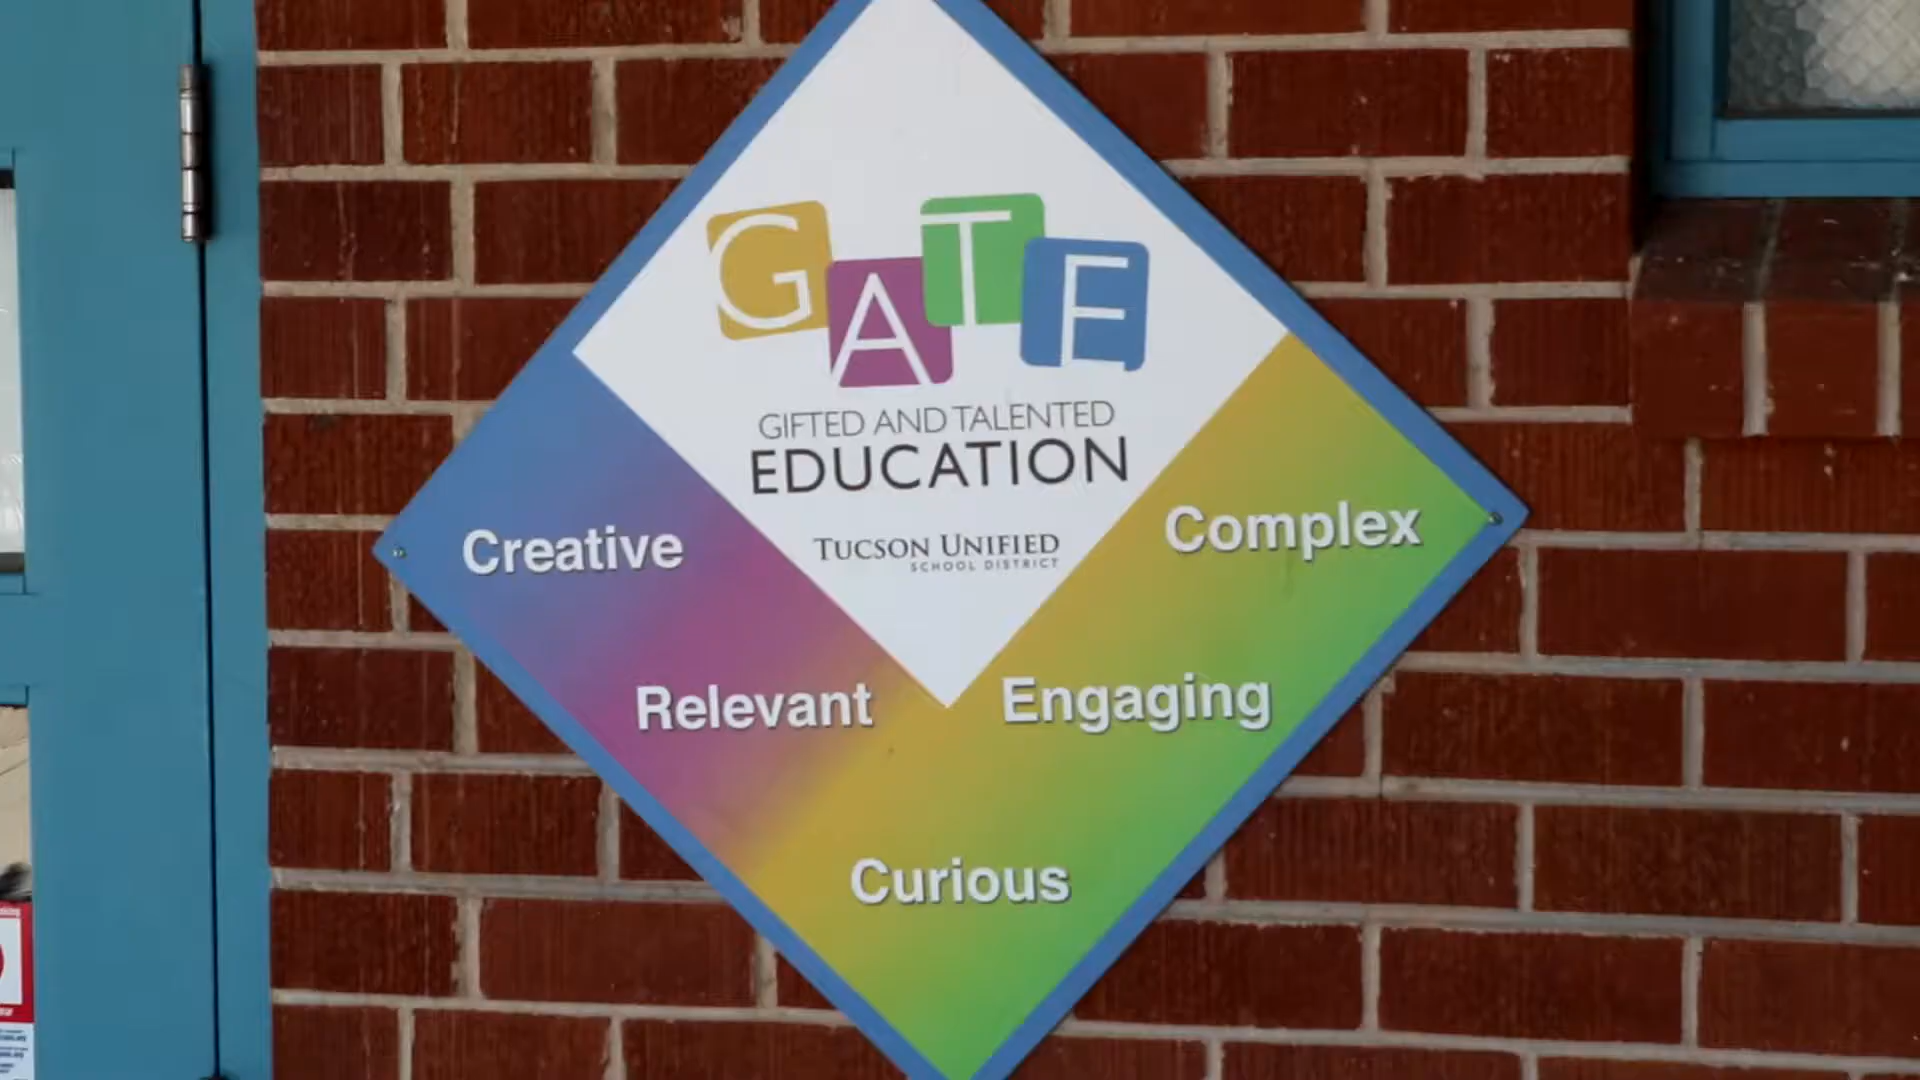 GATE
GIFTED AND TALENTED
EDUCATION
TUCSON UNIFIED
SCHOOL DISTRICT
Creative
Complex
Relevant
Engaging
Curious